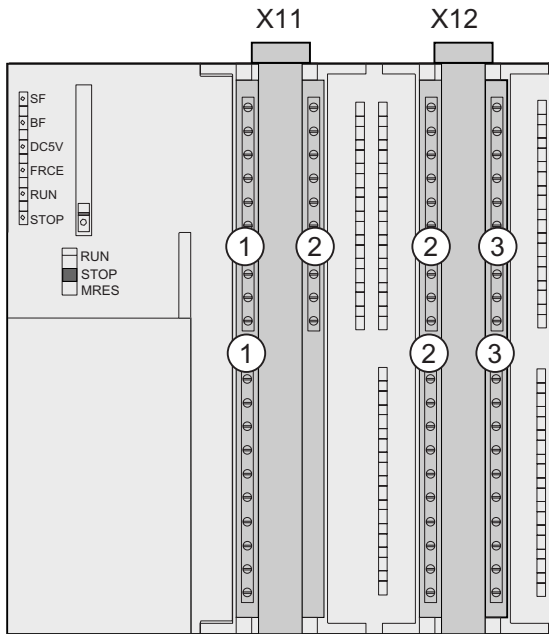 X11 X12
SF
BF
DC5V
FRCE
RUN
STOP
RUN
STOP
MRES
1 2 2 3
1 2 3